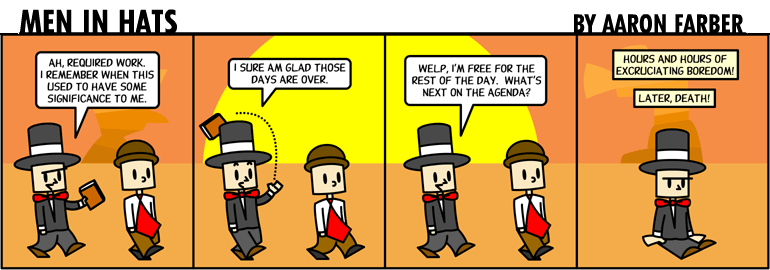 MEN IN HATS
BY AARON FARBER
AH, REQUIRED WORK.
I REMEMBER WHEN THIS
USED TO HAVE SOME
SIGNIFICANCE TO ME.
I SURE AM GLAD THOSE
DAYS ARE OVER.
WELP, I'M FREE FOR THE
REST OF THE DAY. WHAT'S
NEXT ON THE AGENDA?
HOURS AND HOURS OF
EXCRUCIATING BOREDOM!
LATER, DEATH!